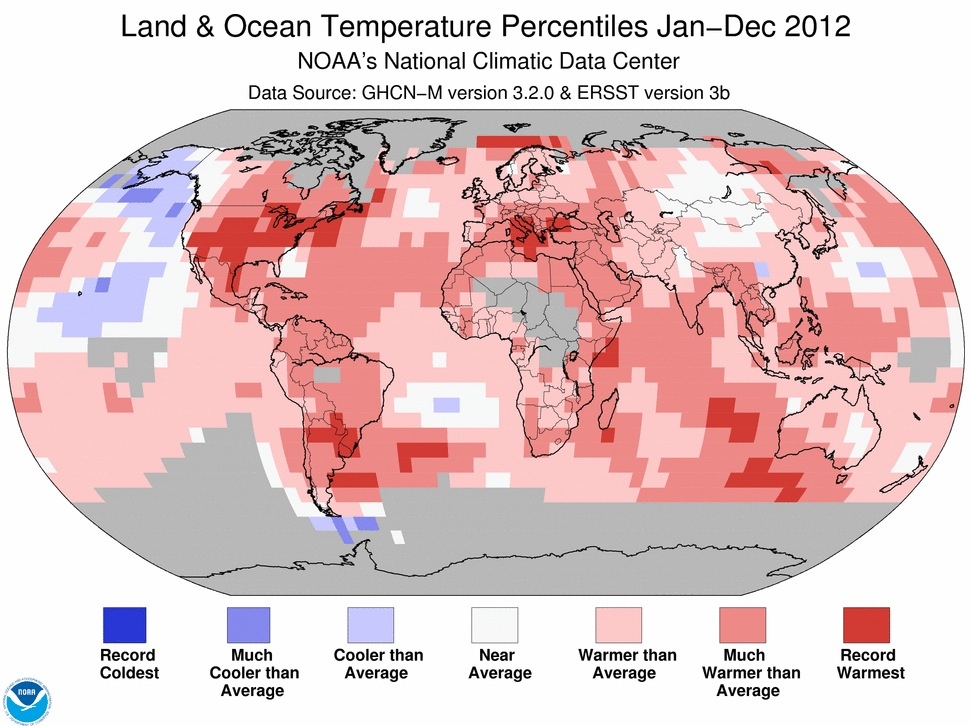 Land & Ocean Temperature Percentiles Jan–Dec 2012
NOAA's National Climatic Data Center
Data Source: GHCN–M version 3.2.0 & ERSST version 3b
Record
Coldest
Much
Cooler than
Average
Cooler than
Average
Near
Average
Warmer than
Average
Much
Warmer than
Average
Record
Warmest
NOAA